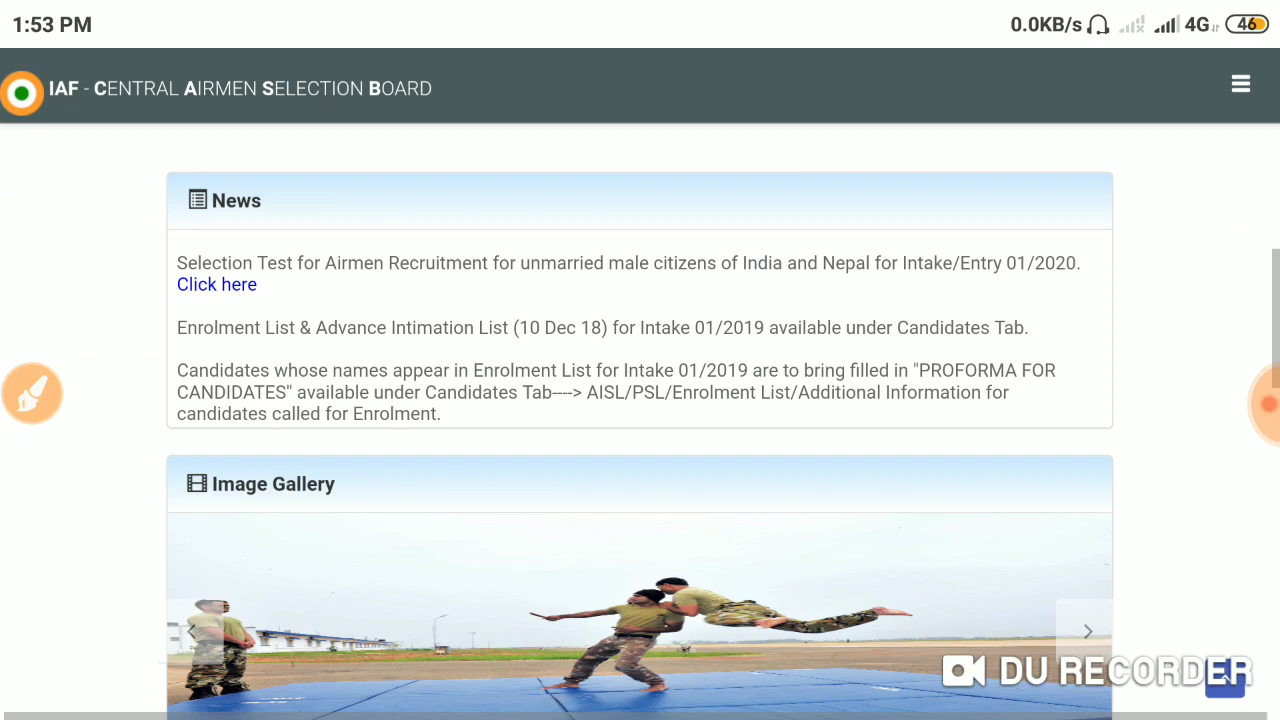 1:53 PM
0.0KB/s 4G 46
IAF - CENTRAL AIRMEN SELECTION BOARD
News
Selection Test for Airmen Recruitment for unmarried male citizens of India and Nepal for Intake/Entry 01/2020.
Click here
Enrolment List & Advance Intimation List (10 Dec 18) for Intake 01/2019 available under Candidates Tab.
Candidates whose names appear in Enrolment List for Intake 01/2019 are to bring filled in "PROFORMA FOR
CANDIDATES" available under Candidates Tab----> AISL/PSL/Enrolment List/Additional Information for
candidates called for Enrolment.
Image Gallery
DU RECORDER